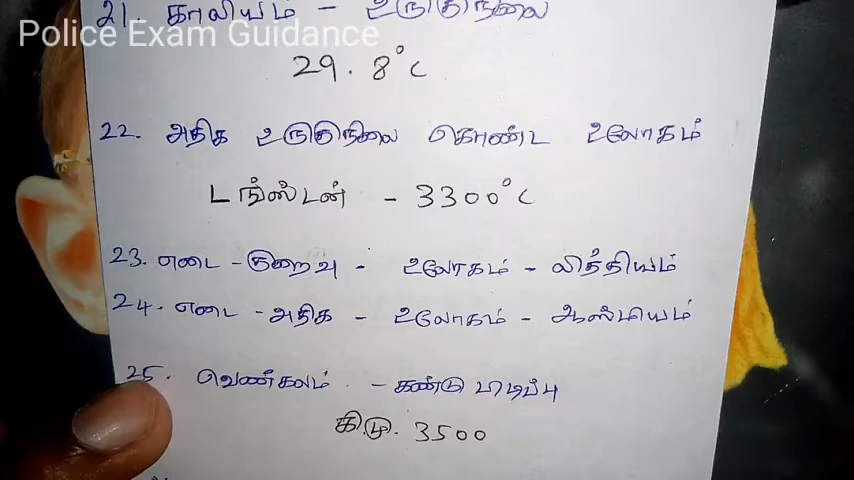 Police Exam Guidance
21. காலியம் - உருகுநிலை
29.8°C
22. அதிக உருகுநிலை கொண்ட உலோகம்
டங்ஸ்டன் - 3300°C
23. எடை - குறைவு - உலோகம் - லித்தியம்
24. எடை - அதிக - உலோகம் - ஆஸ்மியம்
25. வெண்கலம் - கண்டு பிடிப்பு
கி.மு. 3500